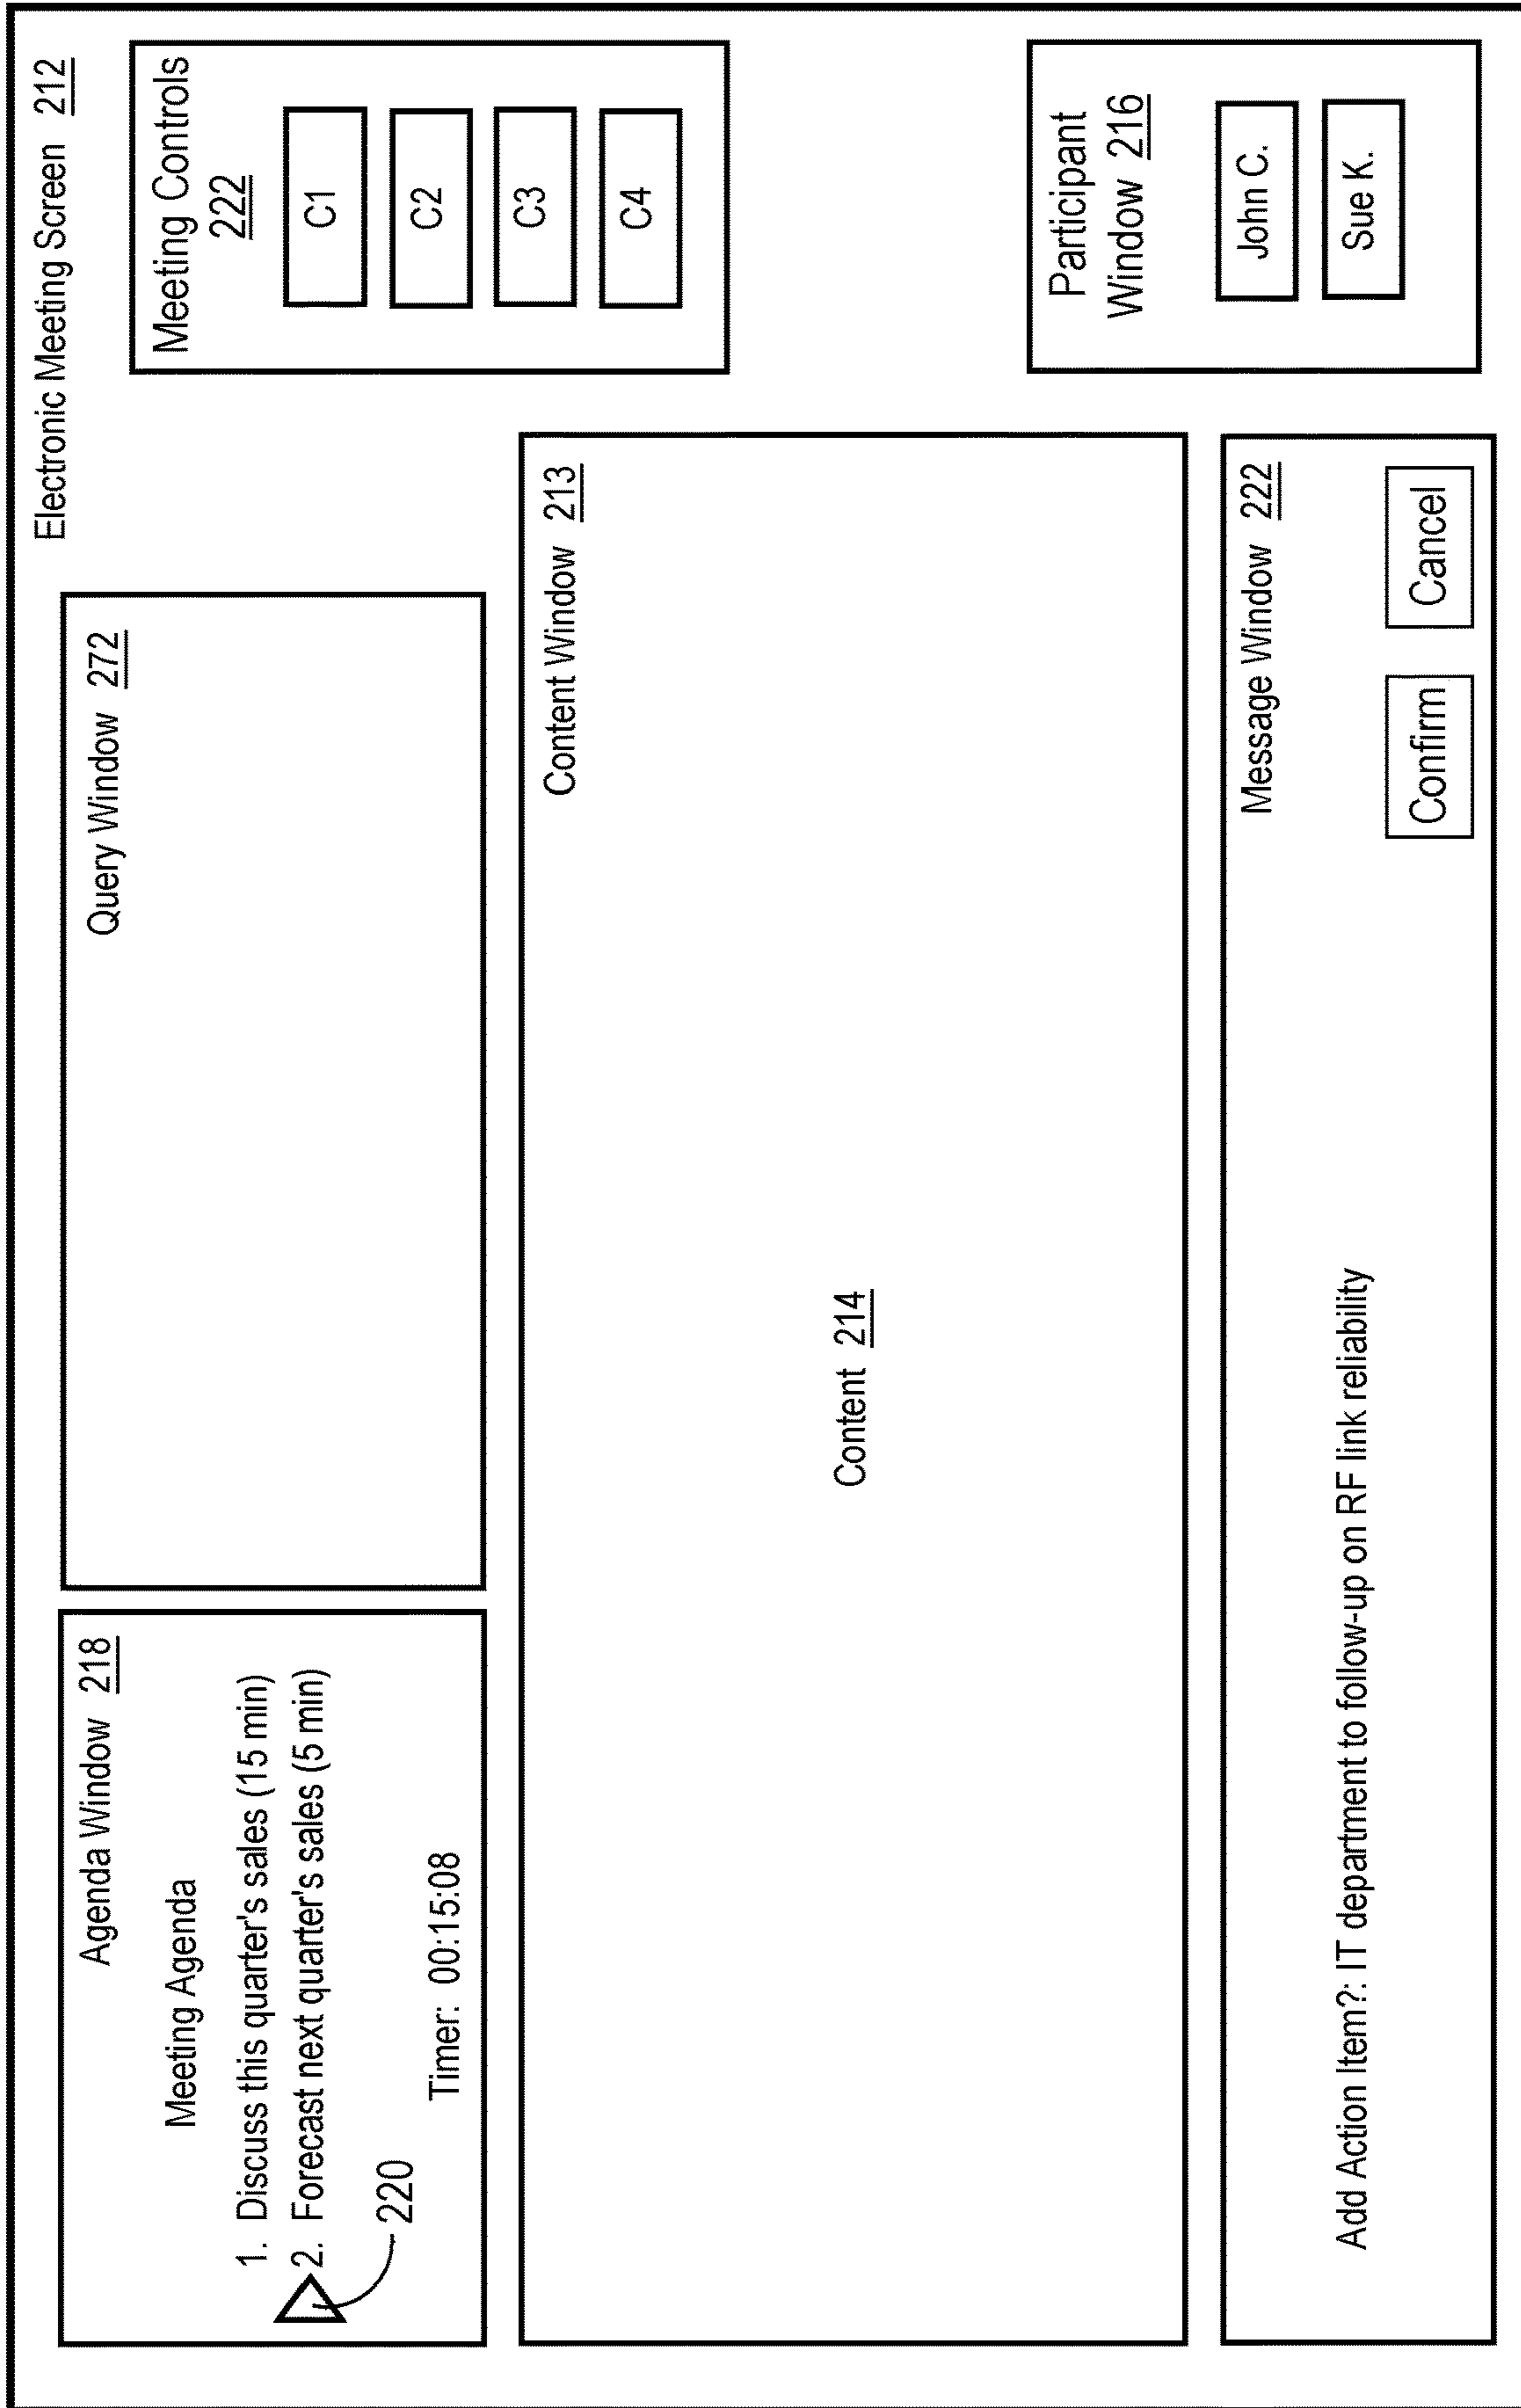 Electronic Meeting Screen 212
Agenda Window 218
Meeting Agenda
1. Discuss this quarter's sales (15 min)
2. Forecast next quarter's sales (5 min)
220
Timer: 00:15:08
Query Window 272
Meeting Controls
222
C1
C2
C3
C4
Content Window 213
Content 214
Participant
Window 216
John C.
Sue K.
Message Window 222
Add Action Item?: IT department to follow-up on RF link reliability
Confirm
Cancel